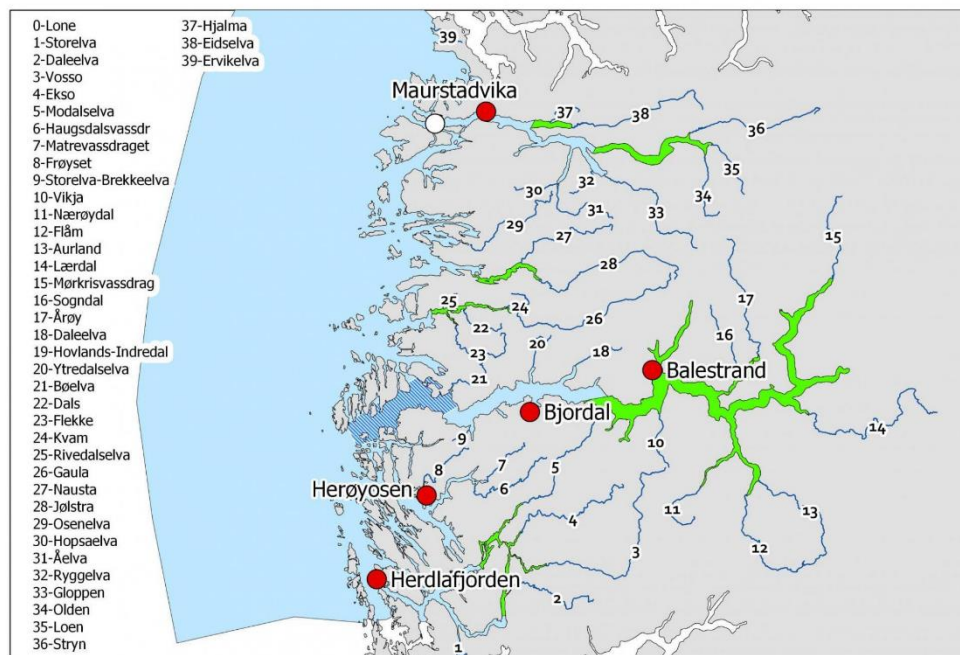 0-Lone
1-Storelva
2-Daleelva
3-Vosso
4-Ekso
5-Modalselva
6-Haugsdalsvassdr
7-Matrevassdraget
8-Frøyset
9-Storelva-Brekkeelva
10-Vikja
11-Nærøydal
12-Flåm
13-Aurland
14-Lærdal
15-Mørkrisvassdrag
16-Sogndal
17-Årøy
18-Daleelva
19-Hovlands-Indredal
20-Ytredalselva
21-Bøelva
22-Dals
23-Flekke
24-Kvam
25-Rivedalselva
26-Gaula
27-Nausta
28-Jølstra
29-Osenelva
30-Hopsaelva
31-Åelva
32-Ryggelva
33-Gloppen
34-Olden
35-Loen
36-Stryn
37-Hjalma
38-Eidselva
39-Ervikelva
39
Maurstadvika
37
38
36
35
34
32
30
31
33
29
27
15
28
17
25
24
22
26
16
23
20
18
21
Balestrand
Bjordal
14
10
9
7
5
8
6
Herøyosen
11
13
4
12
3
Herdlafjorden
2
1